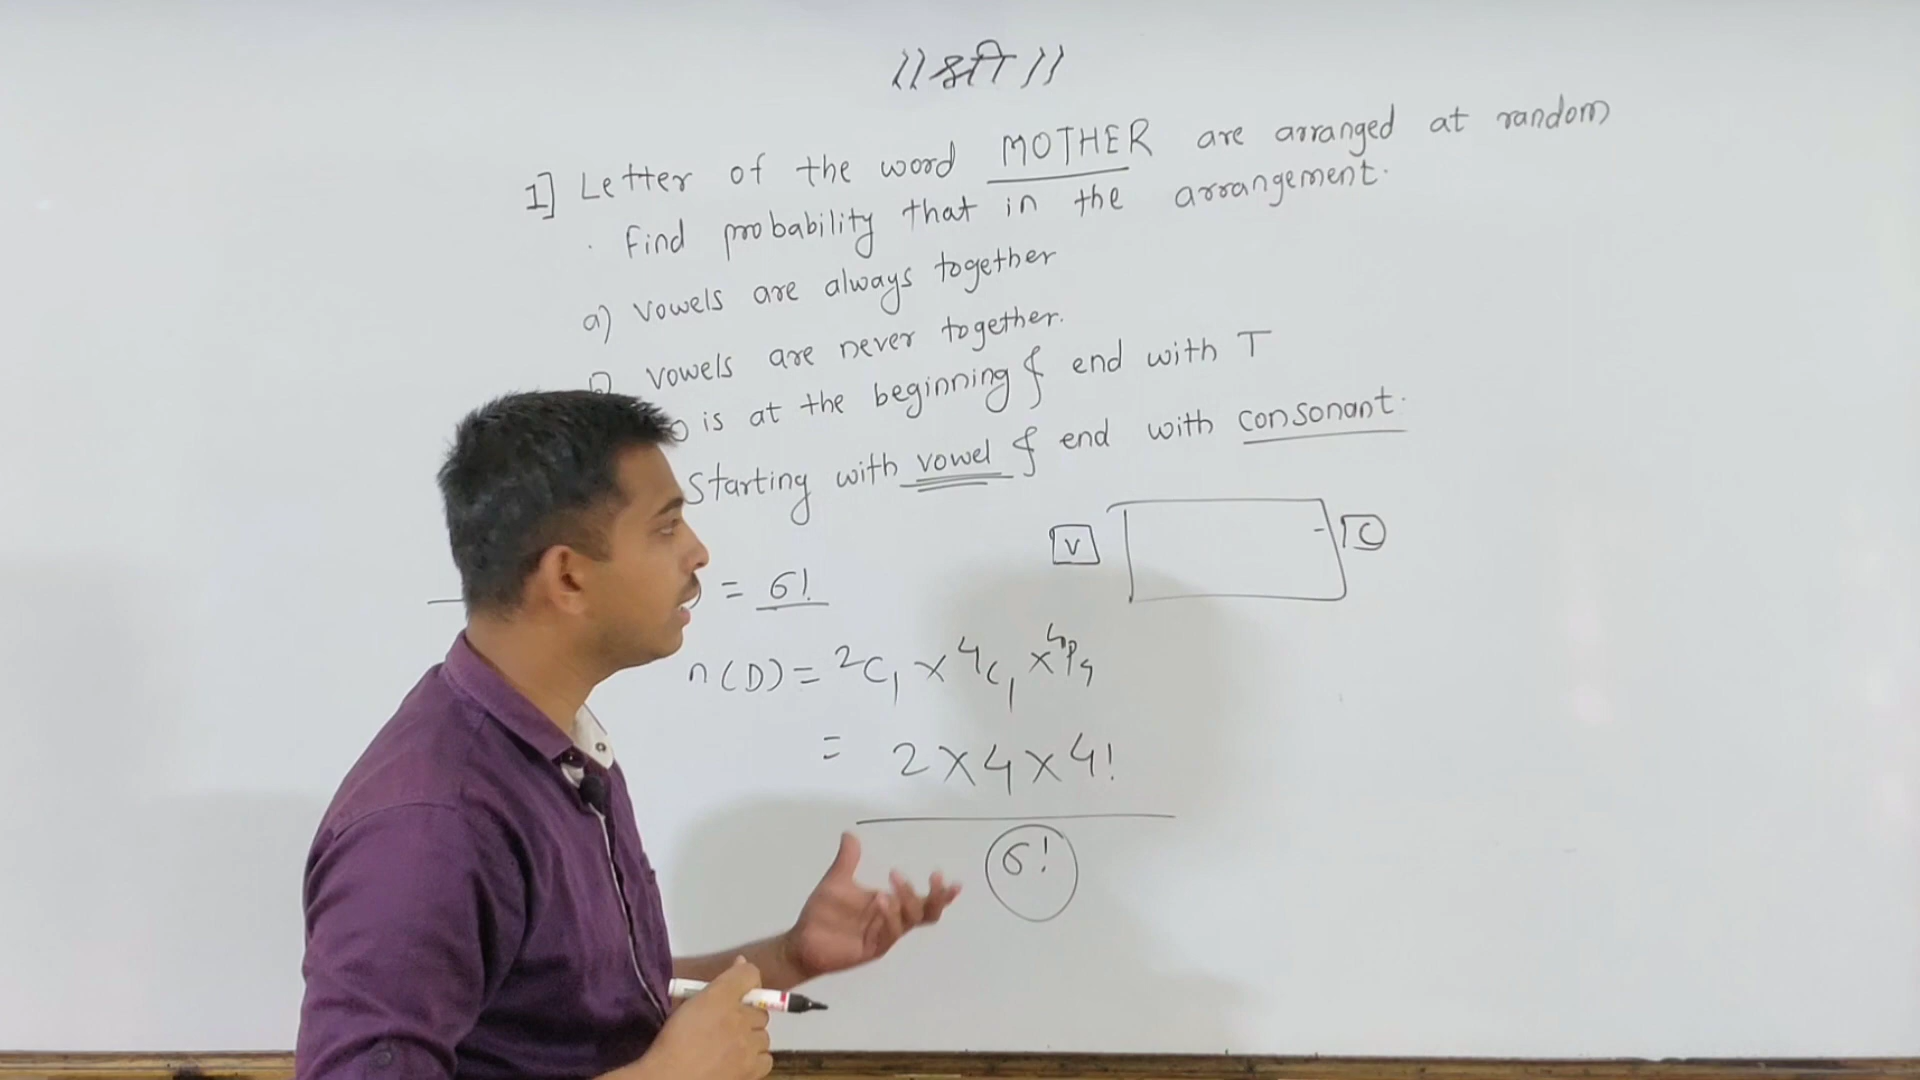 ॥ श्री ॥
1] Letter of the word MOTHER are arranged at random
. Find probability that in the arrangement.
a) vowels are always together
vowels are never together.
O is at the beginning & end with T
Starting with vowel & end with consonant.
V C
) = 6!
n(D) = ²C₁ × ⁴C₁ × ⁴P₄
= 2 × 4 × 4!
6!